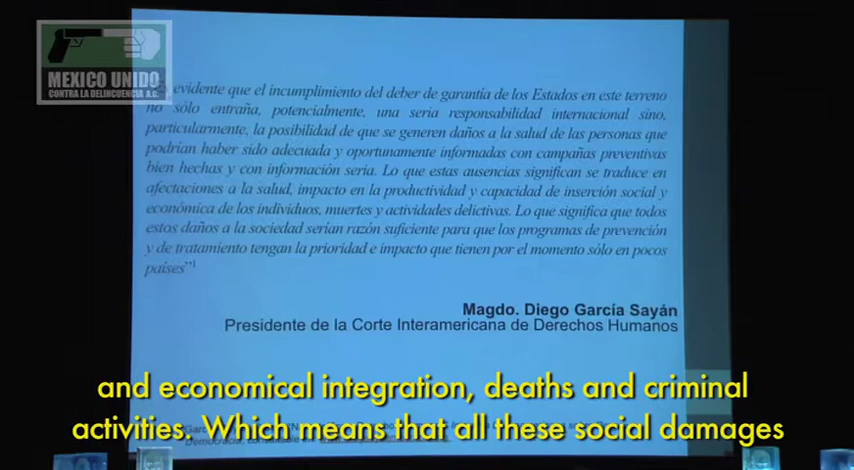 MEXICO UNIDO
CONTRA LA DELINCUENCIA A.C.
evidente que el incumplimiento del deber de garantía de los Estados en este terreno
no sólo entraña, potencialmente, una seria responsabilidad internacional sino,
particularmente, la posibilidad de que se generen daños a la salud de las personas que
podrían haber sido adecuada y oportunamente informadas con campañas preventivas
bien hechas y con información seria. Lo que estas ausencias significan se traduce en
afectaciones a la salud, impacto en la productividad y capacidad de inserción social y
económica de los individuos, muertes y actividades delictivas. Lo que significa que todos
estos daños a la sociedad serían razón suficiente para que los programas de prevención
y de tratamiento tengan la prioridad e impacto que tienen por el momento sólo en pocos
países"¹
Magdo. Diego García Sayán
Presidente de la Corte Interamericana de Derechos Humanos
and economical integration, deaths and criminal
activities. Which means that all these social damages
Democracia, consultable en